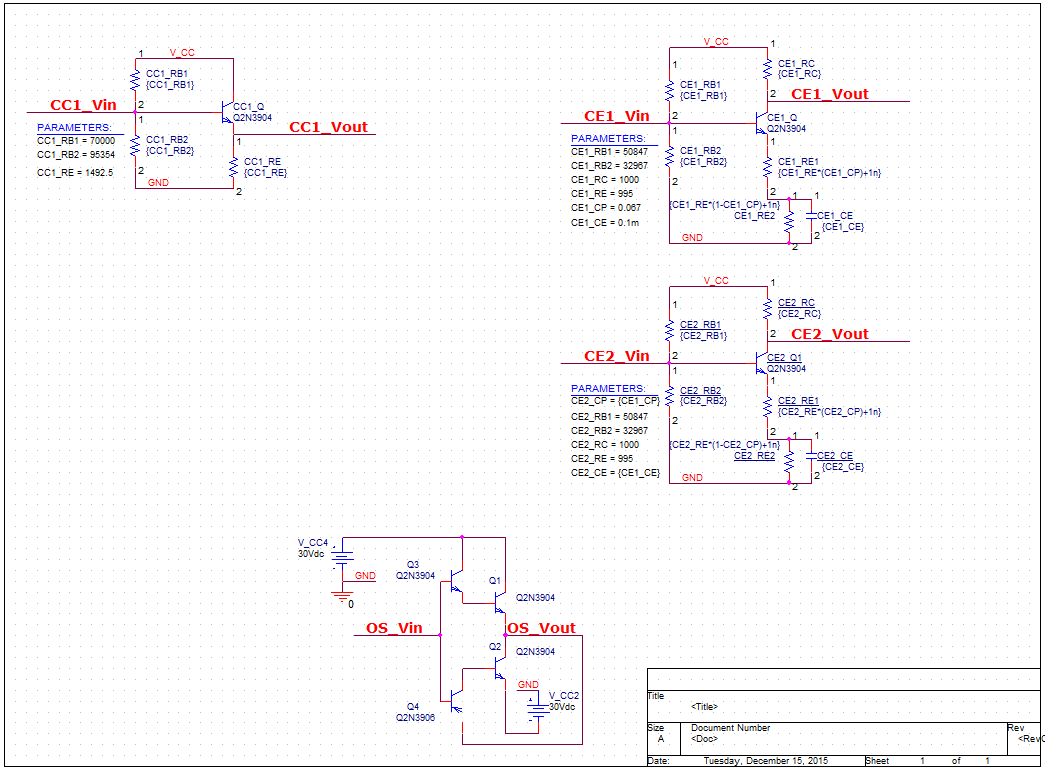 1 V_CC
CC1_RB1
{CC1_RB1}
CC1_Vin
2
CC1_Q
Q2N3904
PARAMETERS:
1
CC1_RB1 = 70000
CC1_RB2 = 95354
CC1_RE = 1492.5
CC1_RB2
{CC1_RB2}
2
GND
CC1_Vout
1
CC1_RE
{CC1_RE}
2
V_CC 1
CE1_RC
{CE1_RC}
1
CE1_RB1
{CE1_RB1}
2 CE1_Vout
CE1_Vin
2
CE1_Q
Q2N3904
PARAMETERS:
1
CE1_RB1 = 50847
CE1_RB2 = 32967
CE1_RC = 1000
CE1_RE = 995
CE1_CP = 0.067
CE1_CE = 0.1m
CE1_RB2
{CE1_RB2}
2
1
CE1_RE1
{CE1_RE*(CE1_CP)+1n}
2
{CE1_RE*(1-CE1_CP)+1n}
CE1_RE2
1 1
CE1_CE
{CE1_CE}
2
2
GND
V_CC 1
CE2_RC
{CE2_RC}
1
CE2_RB1
{CE2_RB1}
2 CE2_Vout
CE2_Vin
2
CE2_Q1
Q2N3904
PARAMETERS:
1
CE2_CP = {CE1_CP}
CE2_RB1 = 50847
CE2_RB2 = 32967
CE2_RC = 1000
CE2_RE = 995
CE2_CE = {CE1_CE}
CE2_RB2
{CE2_RB2}
2
1
CE2_RE1
{CE2_RE*(CE2_CP)+1n}
2
{CE2_RE*(1-CE2_CP)+1n}
CE2_RE2
1 1
CE2_CE
{CE2_CE}
2
2
GND
V_CC4
30Vdc
GND
0
Q3
Q2N3904
Q1
Q2N3904
OS_Vin
OS_Vout
Q2
Q2N3904
GND
V_CC2
30Vdc
Q4
Q2N3906
Title
<Title>
Size
A
Document Number
<Doc>
Rev
<RevC
Date: Tuesday, December 15, 2015 Sheet 1 of 1